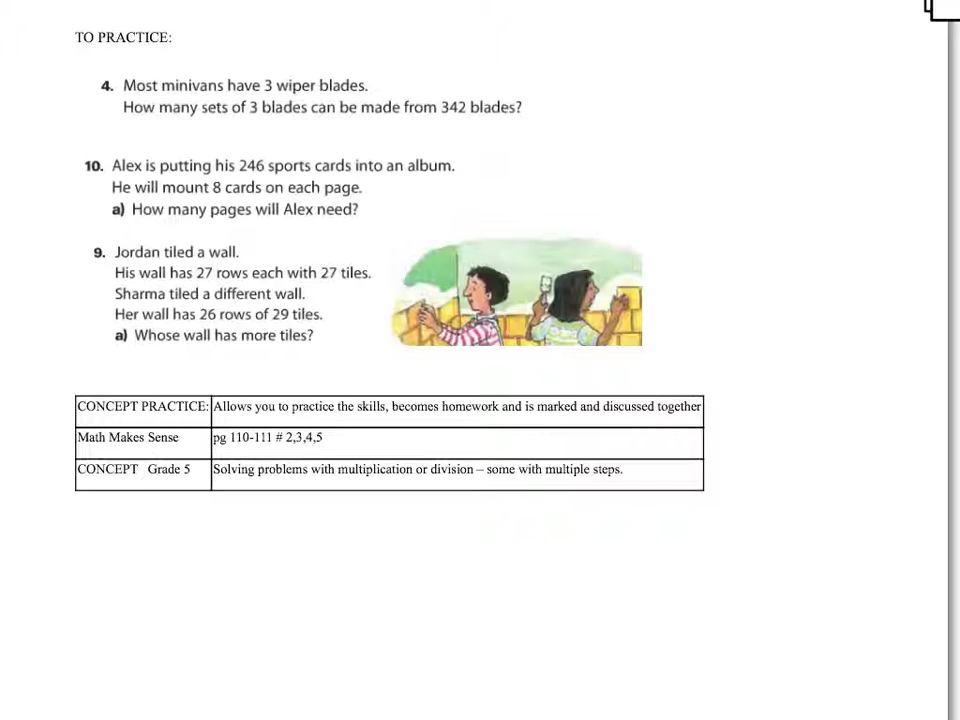 TO PRACTICE:
4. Most minivans have 3 wiper blades.
How many sets of 3 blades can be made from 342 blades?
10. Alex is putting his 246 sports cards into an album.
He will mount 8 cards on each page.
a) How many pages will Alex need?
9. Jordan tiled a wall.
His wall has 27 rows each with 27 tiles.
Sharma tiled a different wall.
Her wall has 26 rows of 29 tiles.
a) Whose wall has more tiles?
CONCEPT PRACTICE: Allows you to practice the skills, becomes homework and is marked and discussed together
Math Makes Sense pg 110-111 # 2,3,4,5
CONCEPT Grade 5 Solving problems with multiplication or division – some with multiple steps.